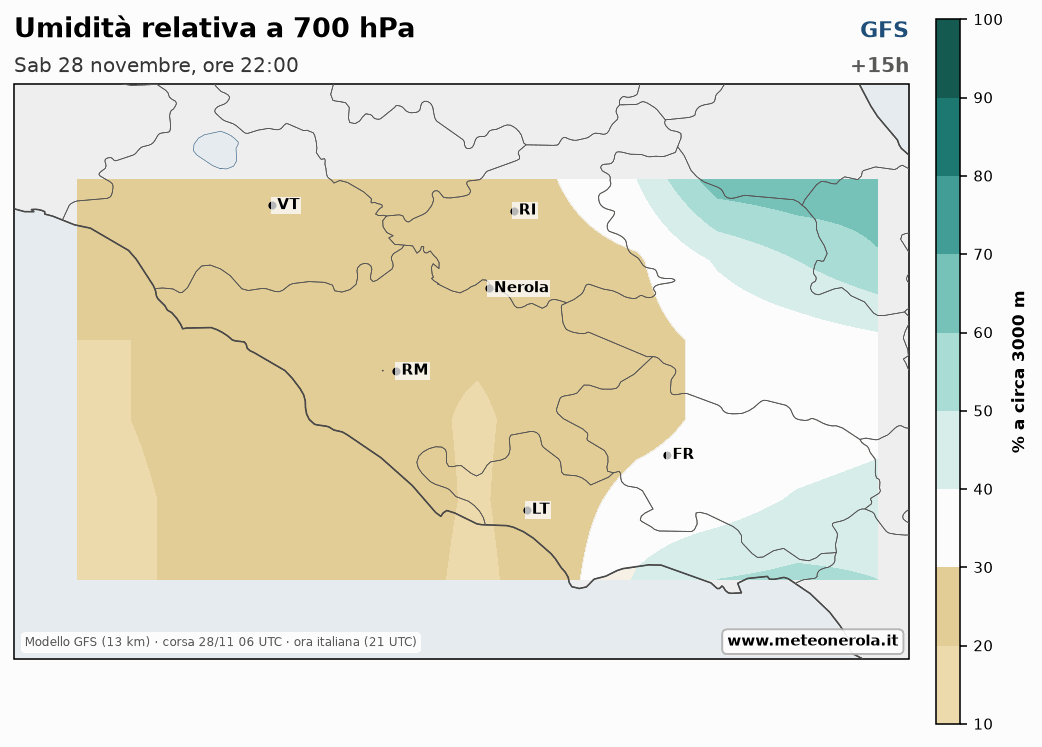 Umidità relativa a 700 hPa
GFS
Sab 28 novembre, ore 22:00
+15h
VT
RI
Nerola
RM
FR
LT
Modello GFS (13 km) · corsa 28/11 06 UTC · ora italiana (21 UTC)
www.meteonerola.it
100
90
80
70
60
50
40
30
20
10
% a circa 3000 m